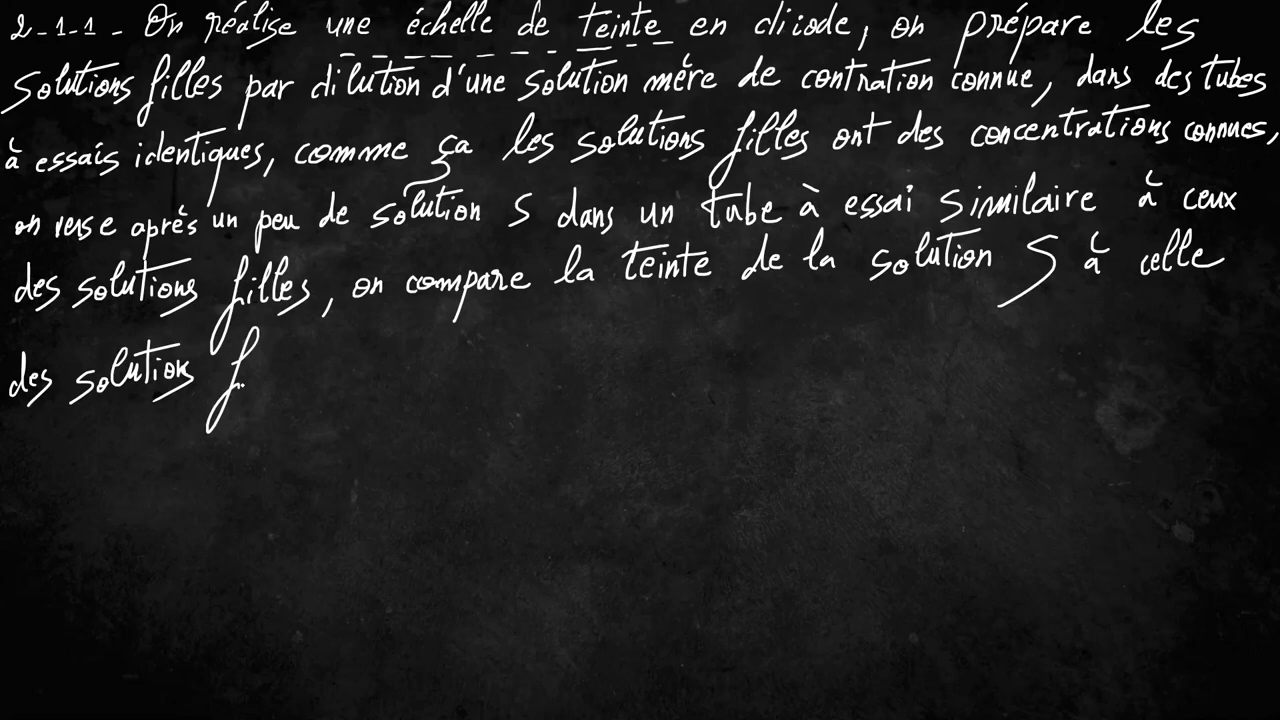 2-1-1 - On réalise une échelle de teinte en diiode, on prépare les
solutions filles par dilution d'une solution mère de contration connue, dans des tubes
à essais identiques, comme ça les solutions filles ont des concentrations connues,
on verse après un peu de solution S dans un tube à essai similaire à ceux
des solutions filles, on compare la teinte de la solution S à celle
des solutions f